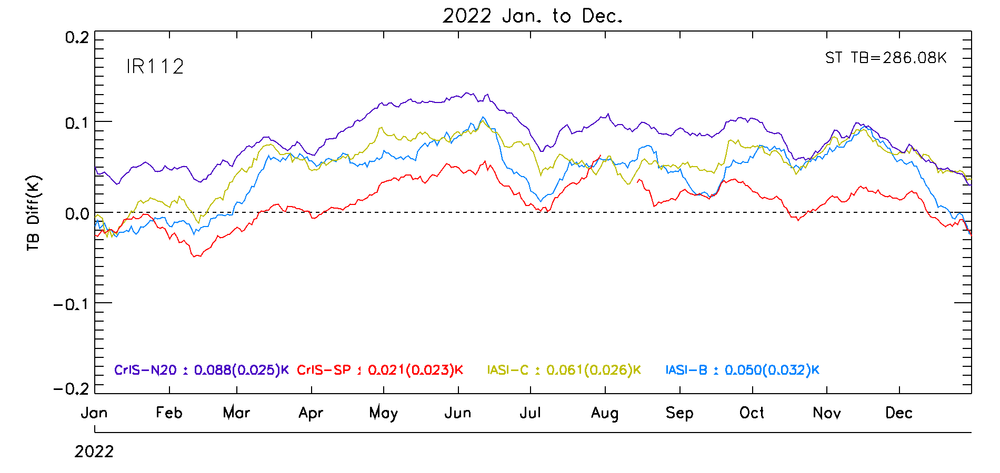 2022 Jan. to Dec.
0.2
IR112
ST TB=286.08K
0.1
0.0
-0.1
-0.2
TB Diff(K)
CrIS-N20 : 0.088(0.025)K CrIS-SP : 0.021(0.023)K IASI-C : 0.061(0.026)K IASI-B : 0.050(0.032)K
Jan Feb Mar Apr May Jun Jul Aug Sep Oct Nov Dec
2022